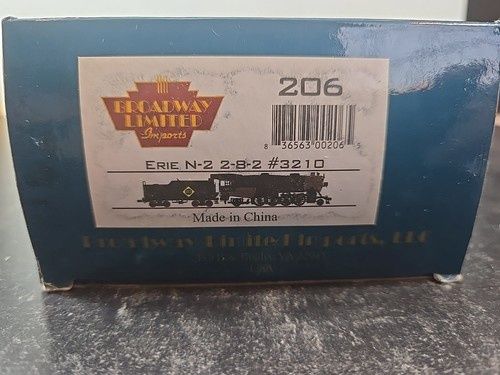 BROADWAY
LIMITED
Imports
206
8 36563 00206 5
ERIE N-2 2-8-2 #3210
Made in China
Broadway Limited Imports, LLC
USA